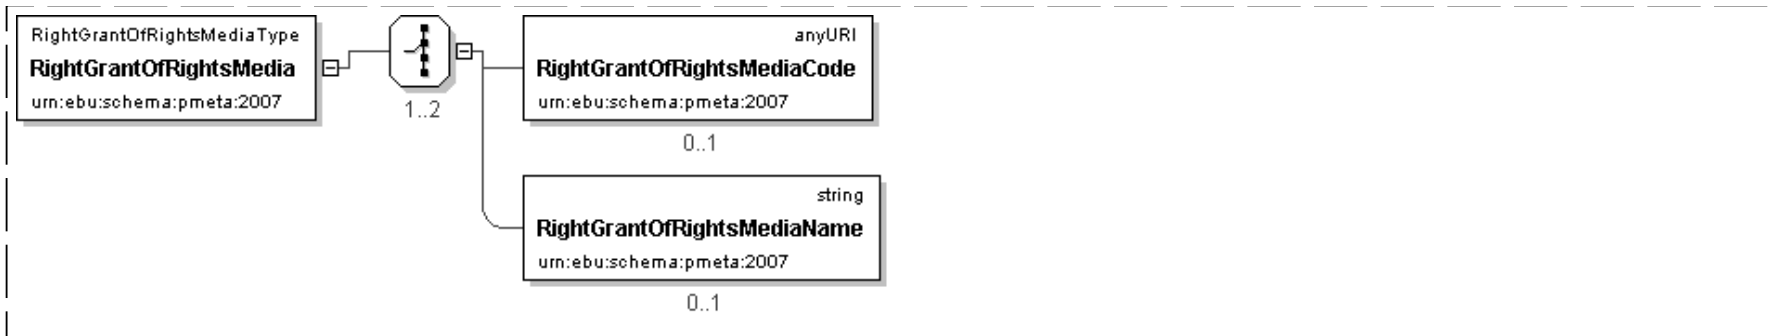 RightGrantOfRightsMediaType
RightGrantOfRightsMedia
urn:ebu:schema:pmeta:2007
1..2
anyURI
RightGrantOfRightsMediaCode
urn:ebu:schema:pmeta:2007
0..1
string
RightGrantOfRightsMediaName
urn:ebu:schema:pmeta:2007
0..1